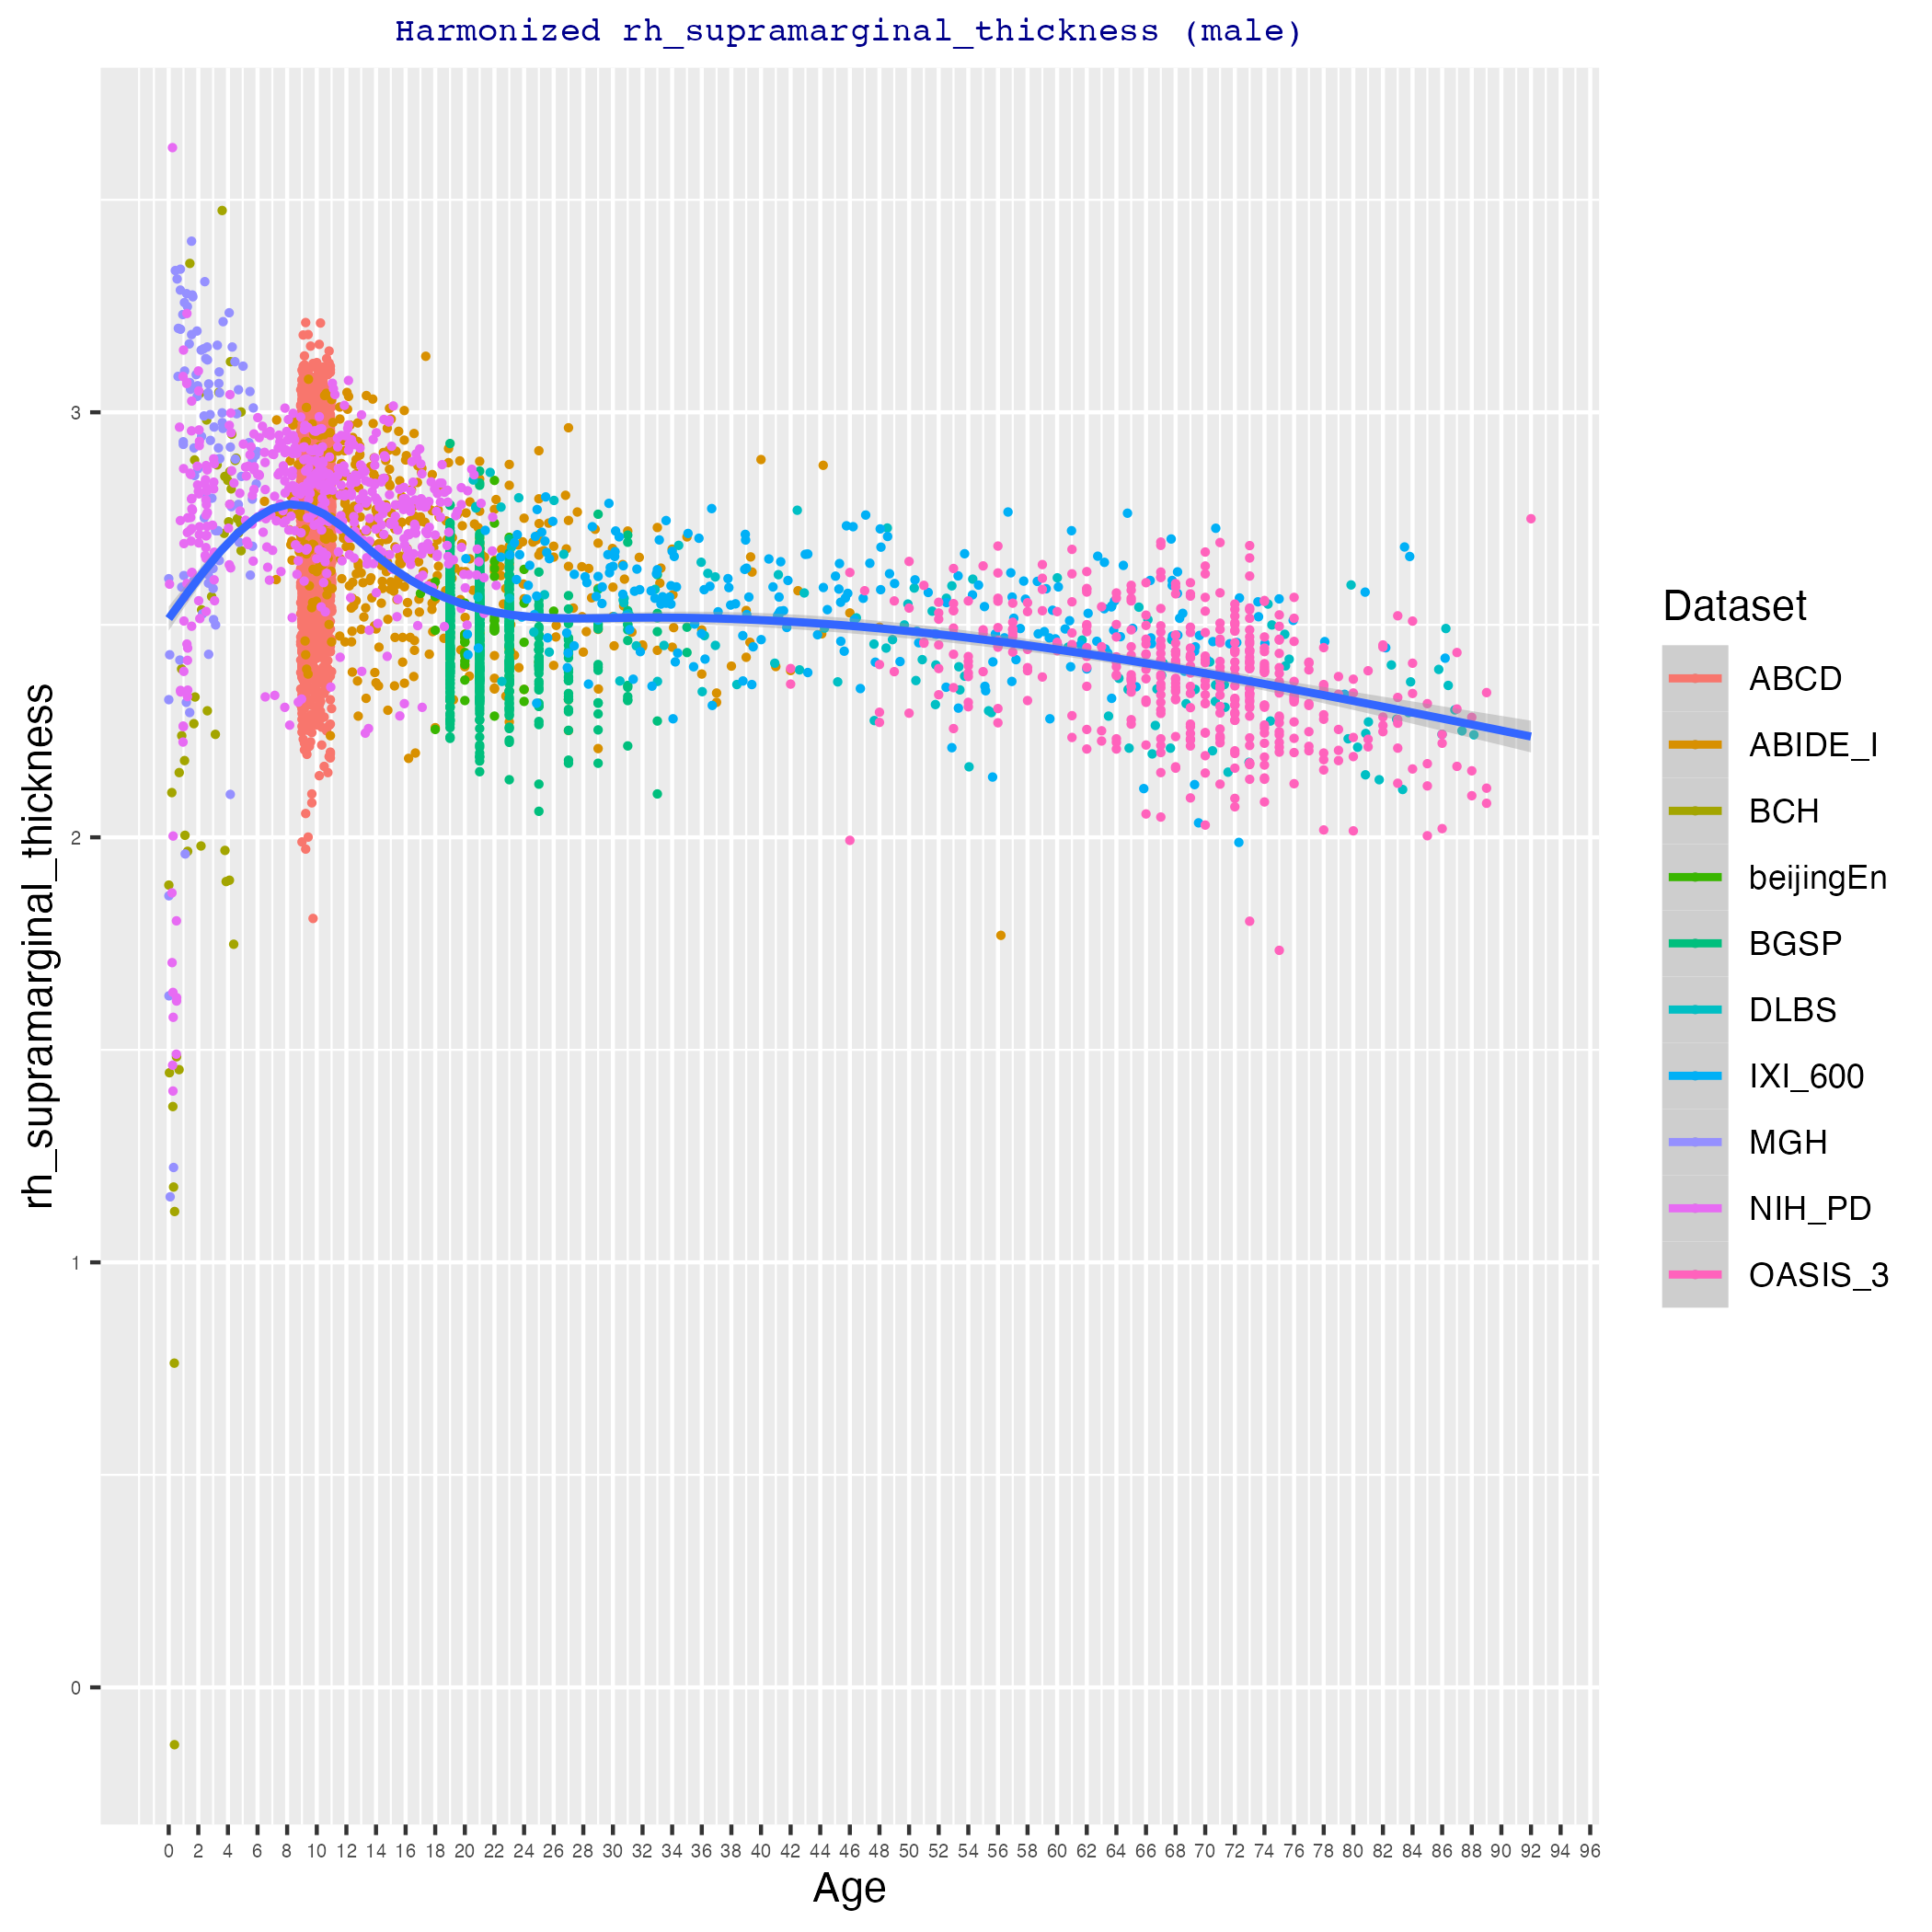 Harmonized rh_supramarginal_thickness (male)
rh_supramarginal_thickness
3
2
1
0
0 2 4 6 8 10 12 14 16 18 20 22 24 26 28 30 32 34 36 38 40 42 44 46 48 50 52 54 56 58 60 62 64 66 68 70 72 74 76 78 80 82 84 86 88 90 92 94 96
Age
Dataset
ABCD
ABIDE_I
BCH
beijingEn
BGSP
DLBS
IXI_600
MGH
NIH_PD
OASIS_3